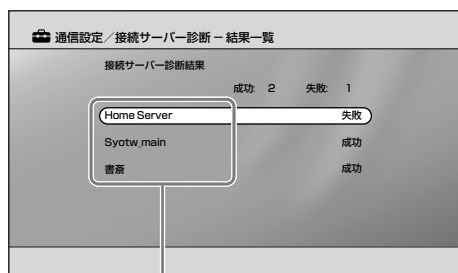 通信設定／接続サーバー診断－結果一覧
接続サーバー診断結果
成功: 2 失敗: 1
Home Server 失敗
Syotw_main 成功
書斎 成功